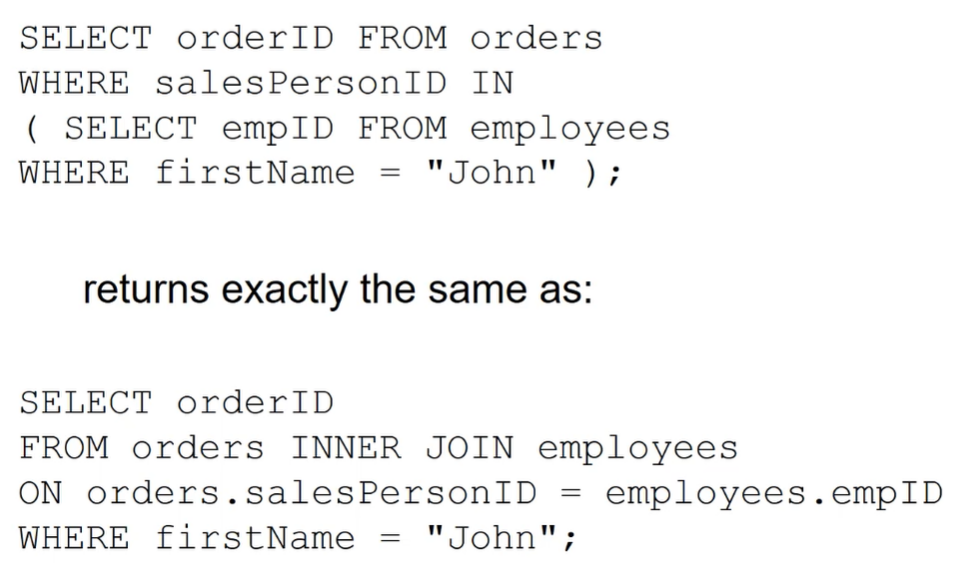 SELECT orderID FROM orders
WHERE salesPersonID IN
( SELECT empID FROM employees
WHERE firstName = "John" );
returns exactly the same as:
SELECT orderID
FROM orders INNER JOIN employees
ON orders.salesPersonID = employees.empID
WHERE firstName = "John";